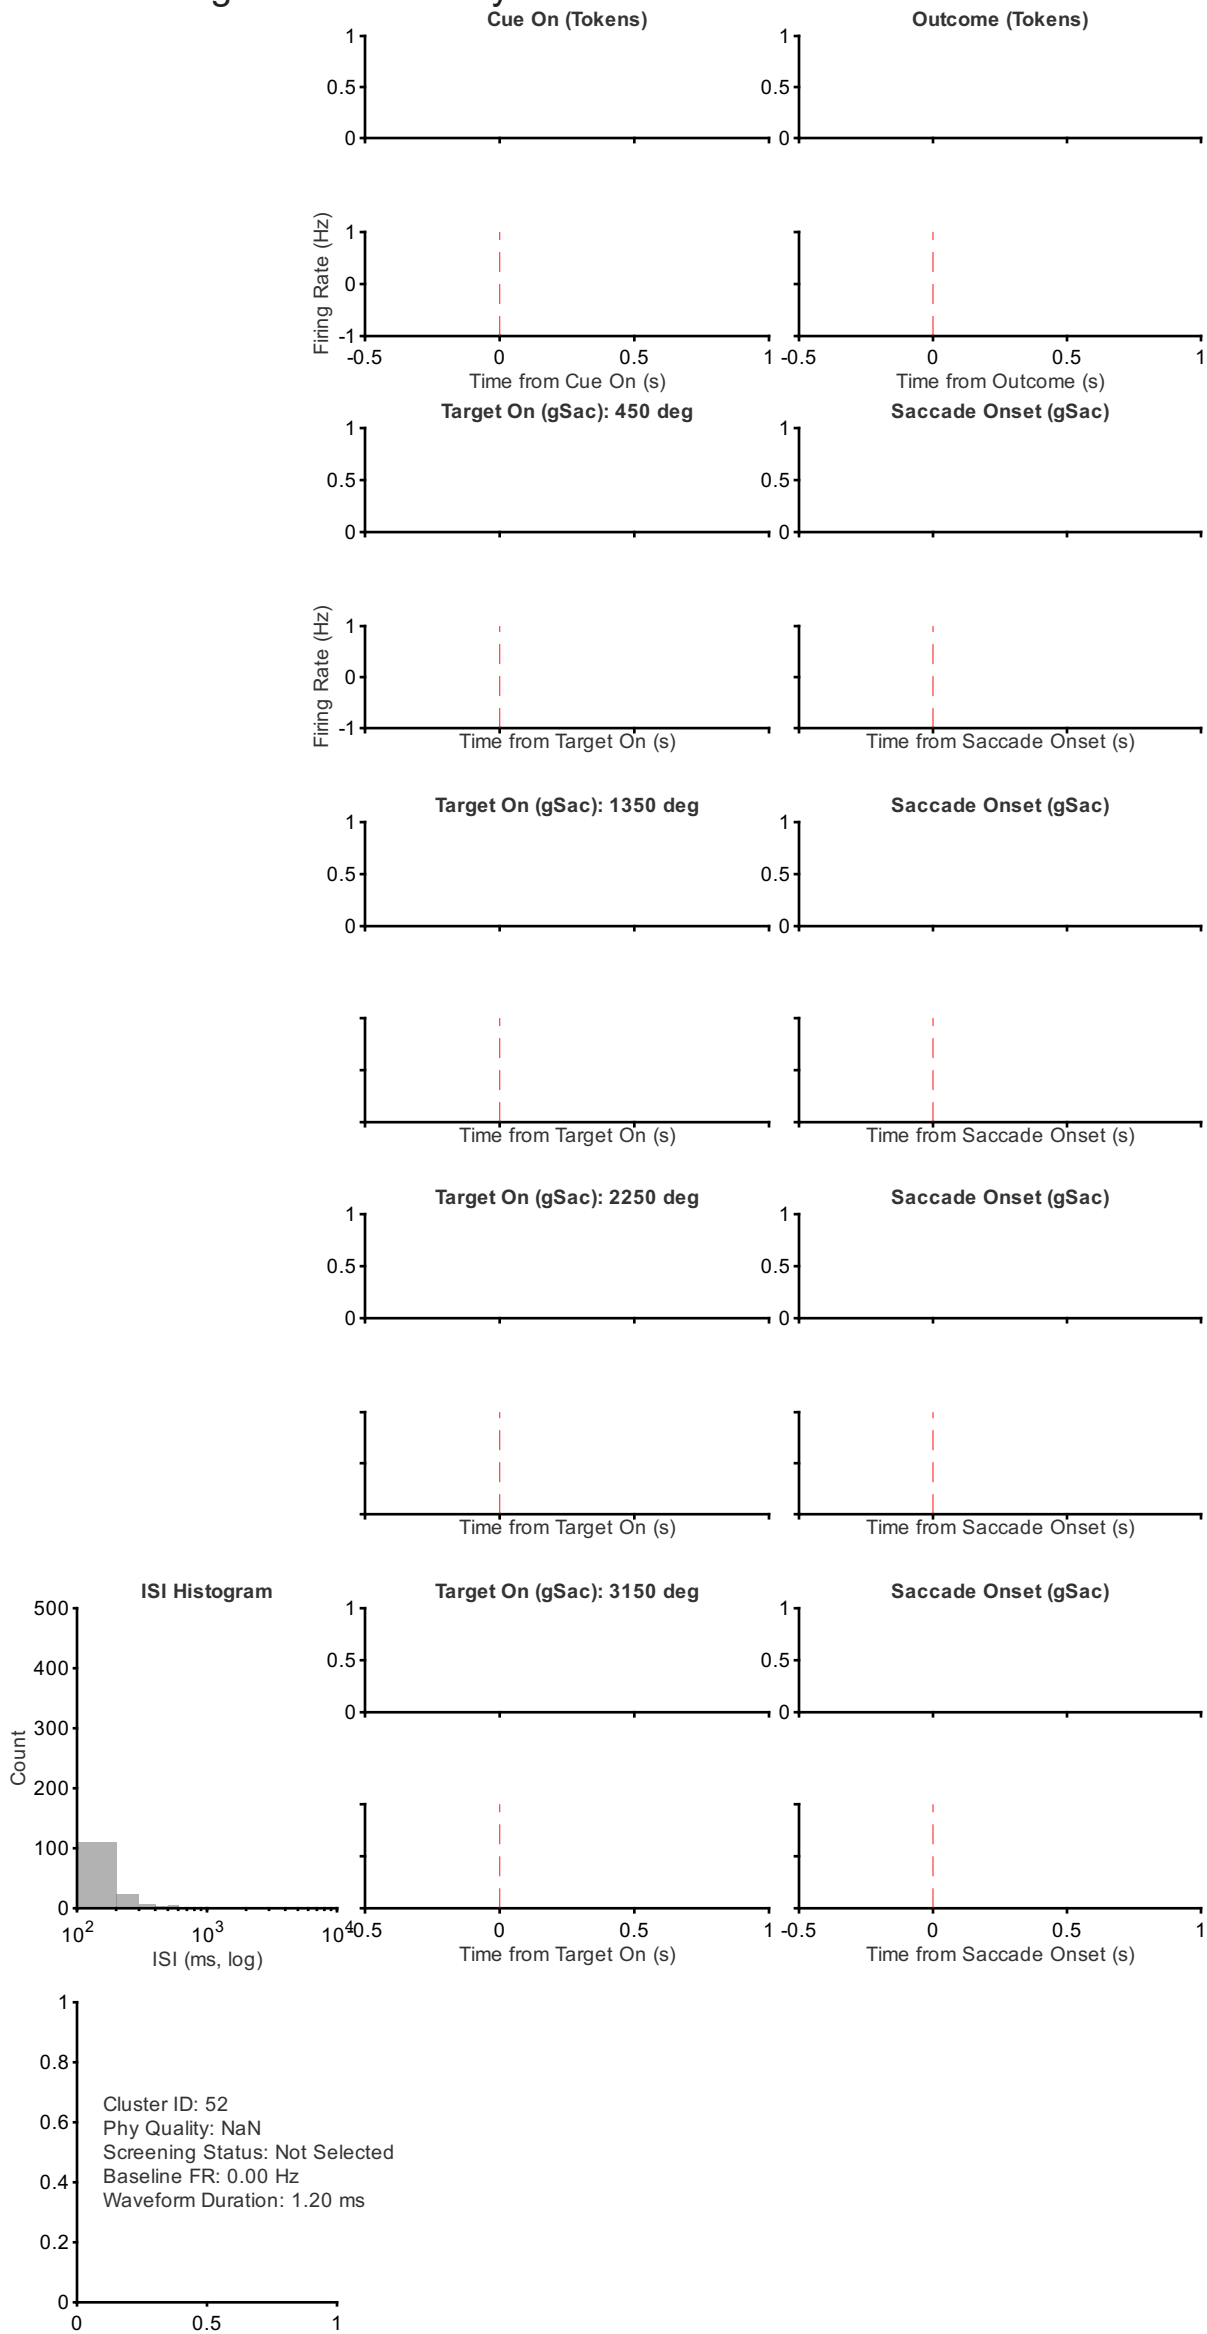 Cue On (Tokens)
Outcome (Tokens)
1
0.5
0
1
0.5
0
Firing Rate (Hz)
1
0
-1
-0.5
0
0.5
1
-0.5
0
0.5
1
Time from Cue On (s)
Time from Outcome (s)
Target On (gSac): 450 deg
Saccade Onset (gSac)
1
0.5
0
1
0.5
0
Firing Rate (Hz)
1
0
-1
Time from Target On (s)
Time from Saccade Onset (s)
Target On (gSac): 1350 deg
Saccade Onset (gSac)
1
0.5
0
1
0.5
0
Time from Target On (s)
Time from Saccade Onset (s)
Target On (gSac): 2250 deg
Saccade Onset (gSac)
1
0.5
0
1
0.5
0
Time from Target On (s)
Time from Saccade Onset (s)
ISI Histogram
Target On (gSac): 3150 deg
Saccade Onset (gSac)
500
400
300
200
100
0
Count
10^2
10^3
ISI (ms, log)
1
0.5
0
1
0.5
0
0
0.5
1
-0.5
0
0.5
1
Time from Target On (s)
Time from Saccade Onset (s)
1
0.8
0.6
0.4
0.2
0
Cluster ID: 52
Phy Quality: NaN
Screening Status: Not Selected
Baseline FR: 0.00 Hz
Waveform Duration: 1.20 ms
0
0.5
1